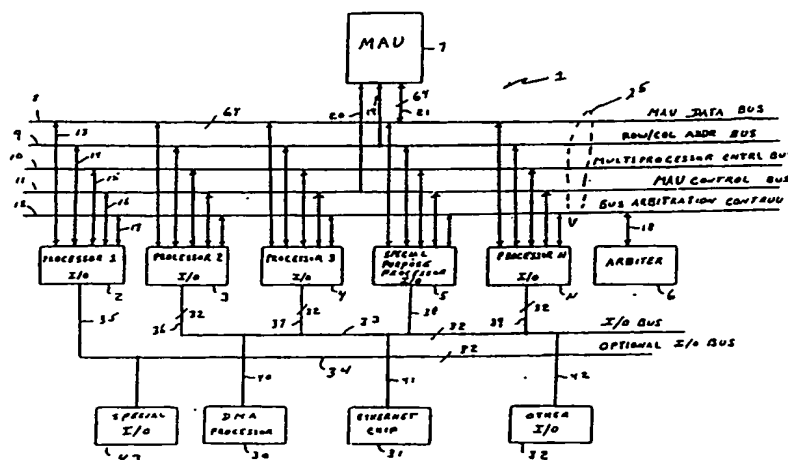 MAU
7
1
8
64
20
19
64
21
25
MAU DATA BUS
9
13
ROW/COL ADDR BUS
10
14
MULTIPROCESSOR CNTRL BUS
11
15
MAU CONTROL BUS
12
16
BUS ARBITRATION CONTROL
17
18
PROCESSOR 1
I/O
PROCESSOR 2
I/O
PROCESSOR 3
I/O
SPECIAL
PURPOSE
PROCESSOR
I/O
PROCESSOR N
I/O
ARBITER
2
3
4
5
N
6
35
32
36
32
37
38
32
39
33
32
I/O BUS
32
OPTIONAL I/O BUS
34
40
41
42
SPECIAL
I/O
DMA
PROCESSOR
ETHERNET
CHIP
OTHER
I/O
43
30
31
32